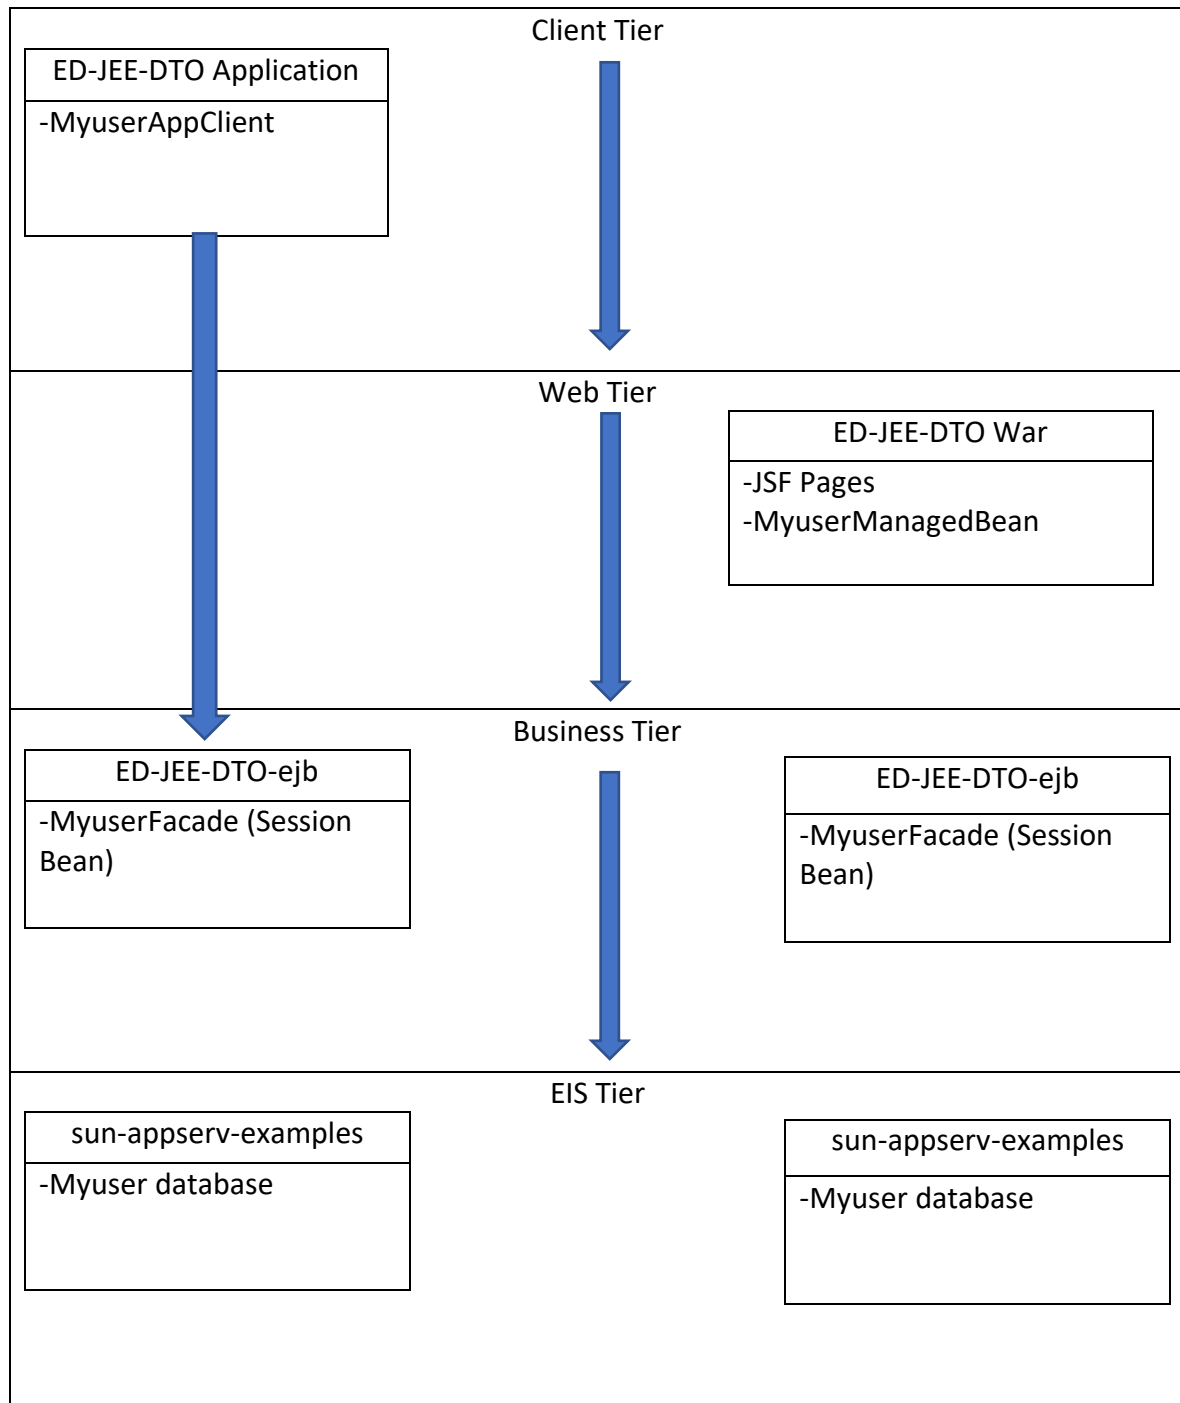 Client Tier
ED-JEE-DTO Application
-MyuserAppClient
Web Tier
ED-JEE-DTO War
-JSF Pages
-MyuserManagedBean
Business Tier
ED-JEE-DTO-ejb
-MyuserFacade (Session
Bean)
ED-JEE-DTO-ejb
-MyuserFacade (Session
Bean)
EIS Tier
sun-appserv-examples
-Myuser database
sun-appserv-examples
-Myuser database